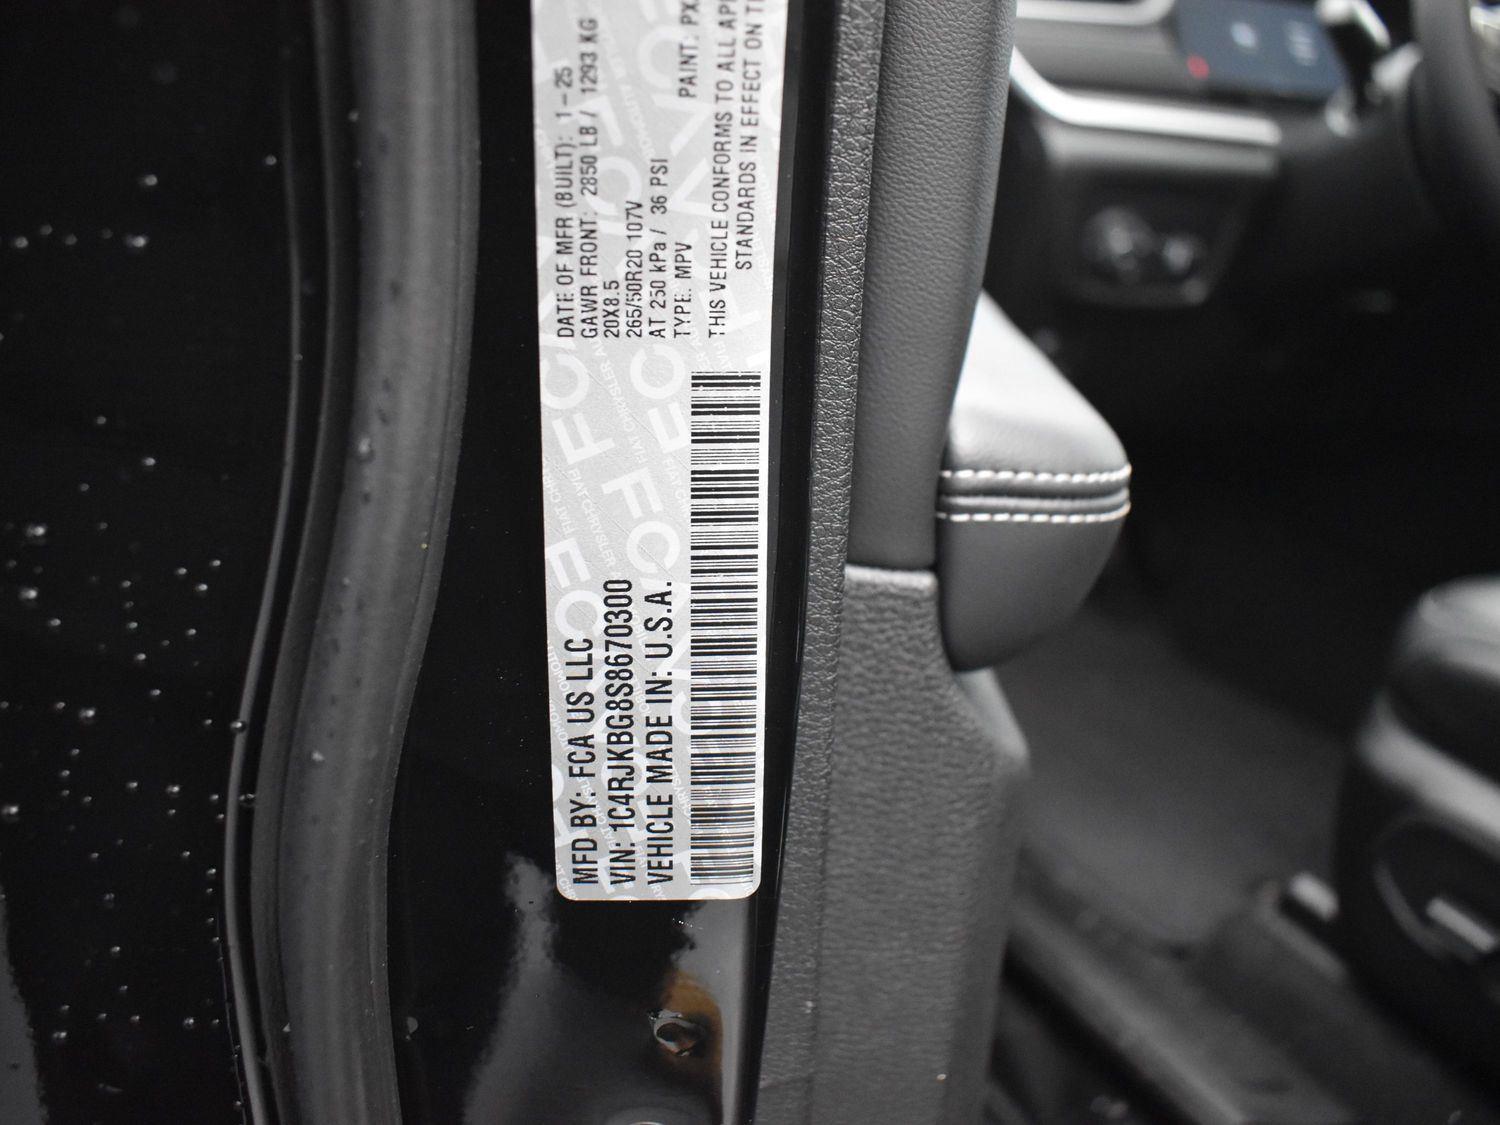 MFD BY: FCA US LLC
VIN: 1C4RJKBG8S8670300
VEHICLE MADE IN: U.S.A.
DATE OF MFR (BUILT): 1-25
GAWR FRONT: 2850 LB / 1293 KG
20X8.5
265/50R20 107V
AT 250 kPa / 36 PSI
TYPE: MPV PAINT: PX
THIS VEHICLE CONFORMS TO ALL APP
STANDARDS IN EFFECT ON T